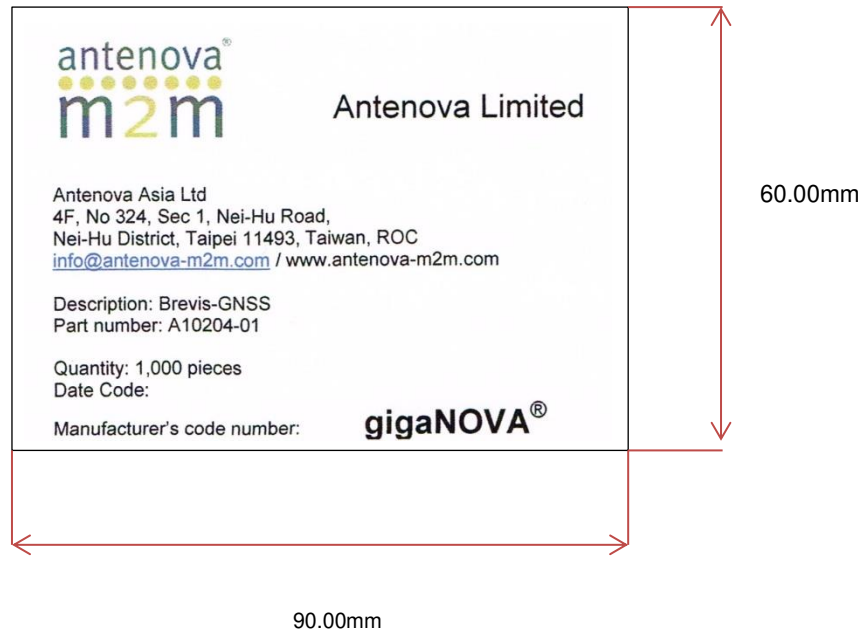 antenova®
m2m
Antenova Limited
60.00mm
Antenova Asia Ltd
4F, No 324, Sec 1, Nei-Hu Road,
Nei-Hu District, Taipei 11493, Taiwan, ROC
info@antenova-m2m.com / www.antenova-m2m.com
Description: Brevis-GNSS
Part number: A10204-01
Quantity: 1,000 pieces
Date Code:
Manufacturer's code number: gigaNOVA®
90.00mm